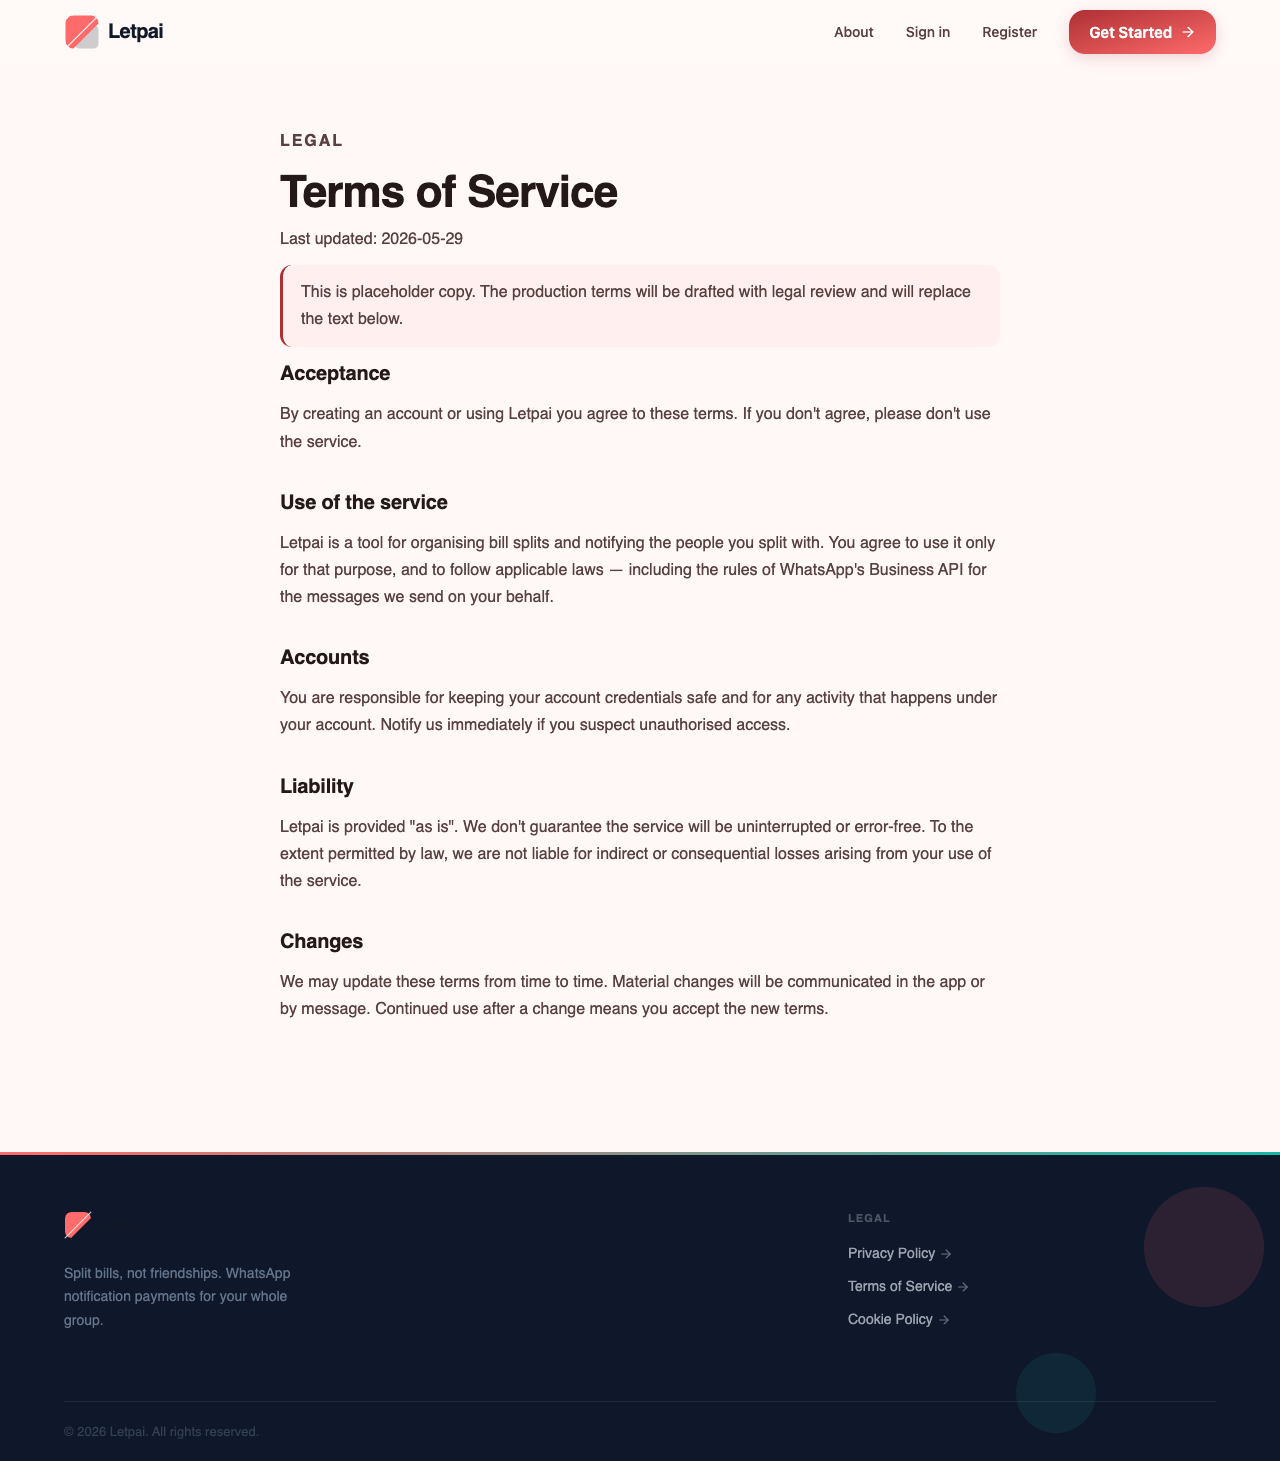 Letpai
About
Sign in
Register
Get Started →
LEGAL
Terms of Service
Last updated: 2026-05-29
This is placeholder copy. The production terms will be drafted with legal review and will replace
the text below.
Acceptance
By creating an account or using Letpai you agree to these terms. If you don't agree, please don't use
the service.
Use of the service
Letpai is a tool for organising bill splits and notifying the people you split with. You agree to use it only
for that purpose, and to follow applicable laws — including the rules of WhatsApp's Business API for
the messages we send on your behalf.
Accounts
You are responsible for keeping your account credentials safe and for any activity that happens under
your account. Notify us immediately if you suspect unauthorised access.
Liability
Letpai is provided "as is". We don't guarantee the service will be uninterrupted or error-free. To the
extent permitted by law, we are not liable for indirect or consequential losses arising from your use of
the service.
Changes
We may update these terms from time to time. Material changes will be communicated in the app or
by message. Continued use after a change means you accept the new terms.
Split bills, not friendships. WhatsApp
notification payments for your whole
group.
LEGAL
Privacy Policy →
Terms of Service →
Cookie Policy →
© 2026 Letpai. All rights reserved.